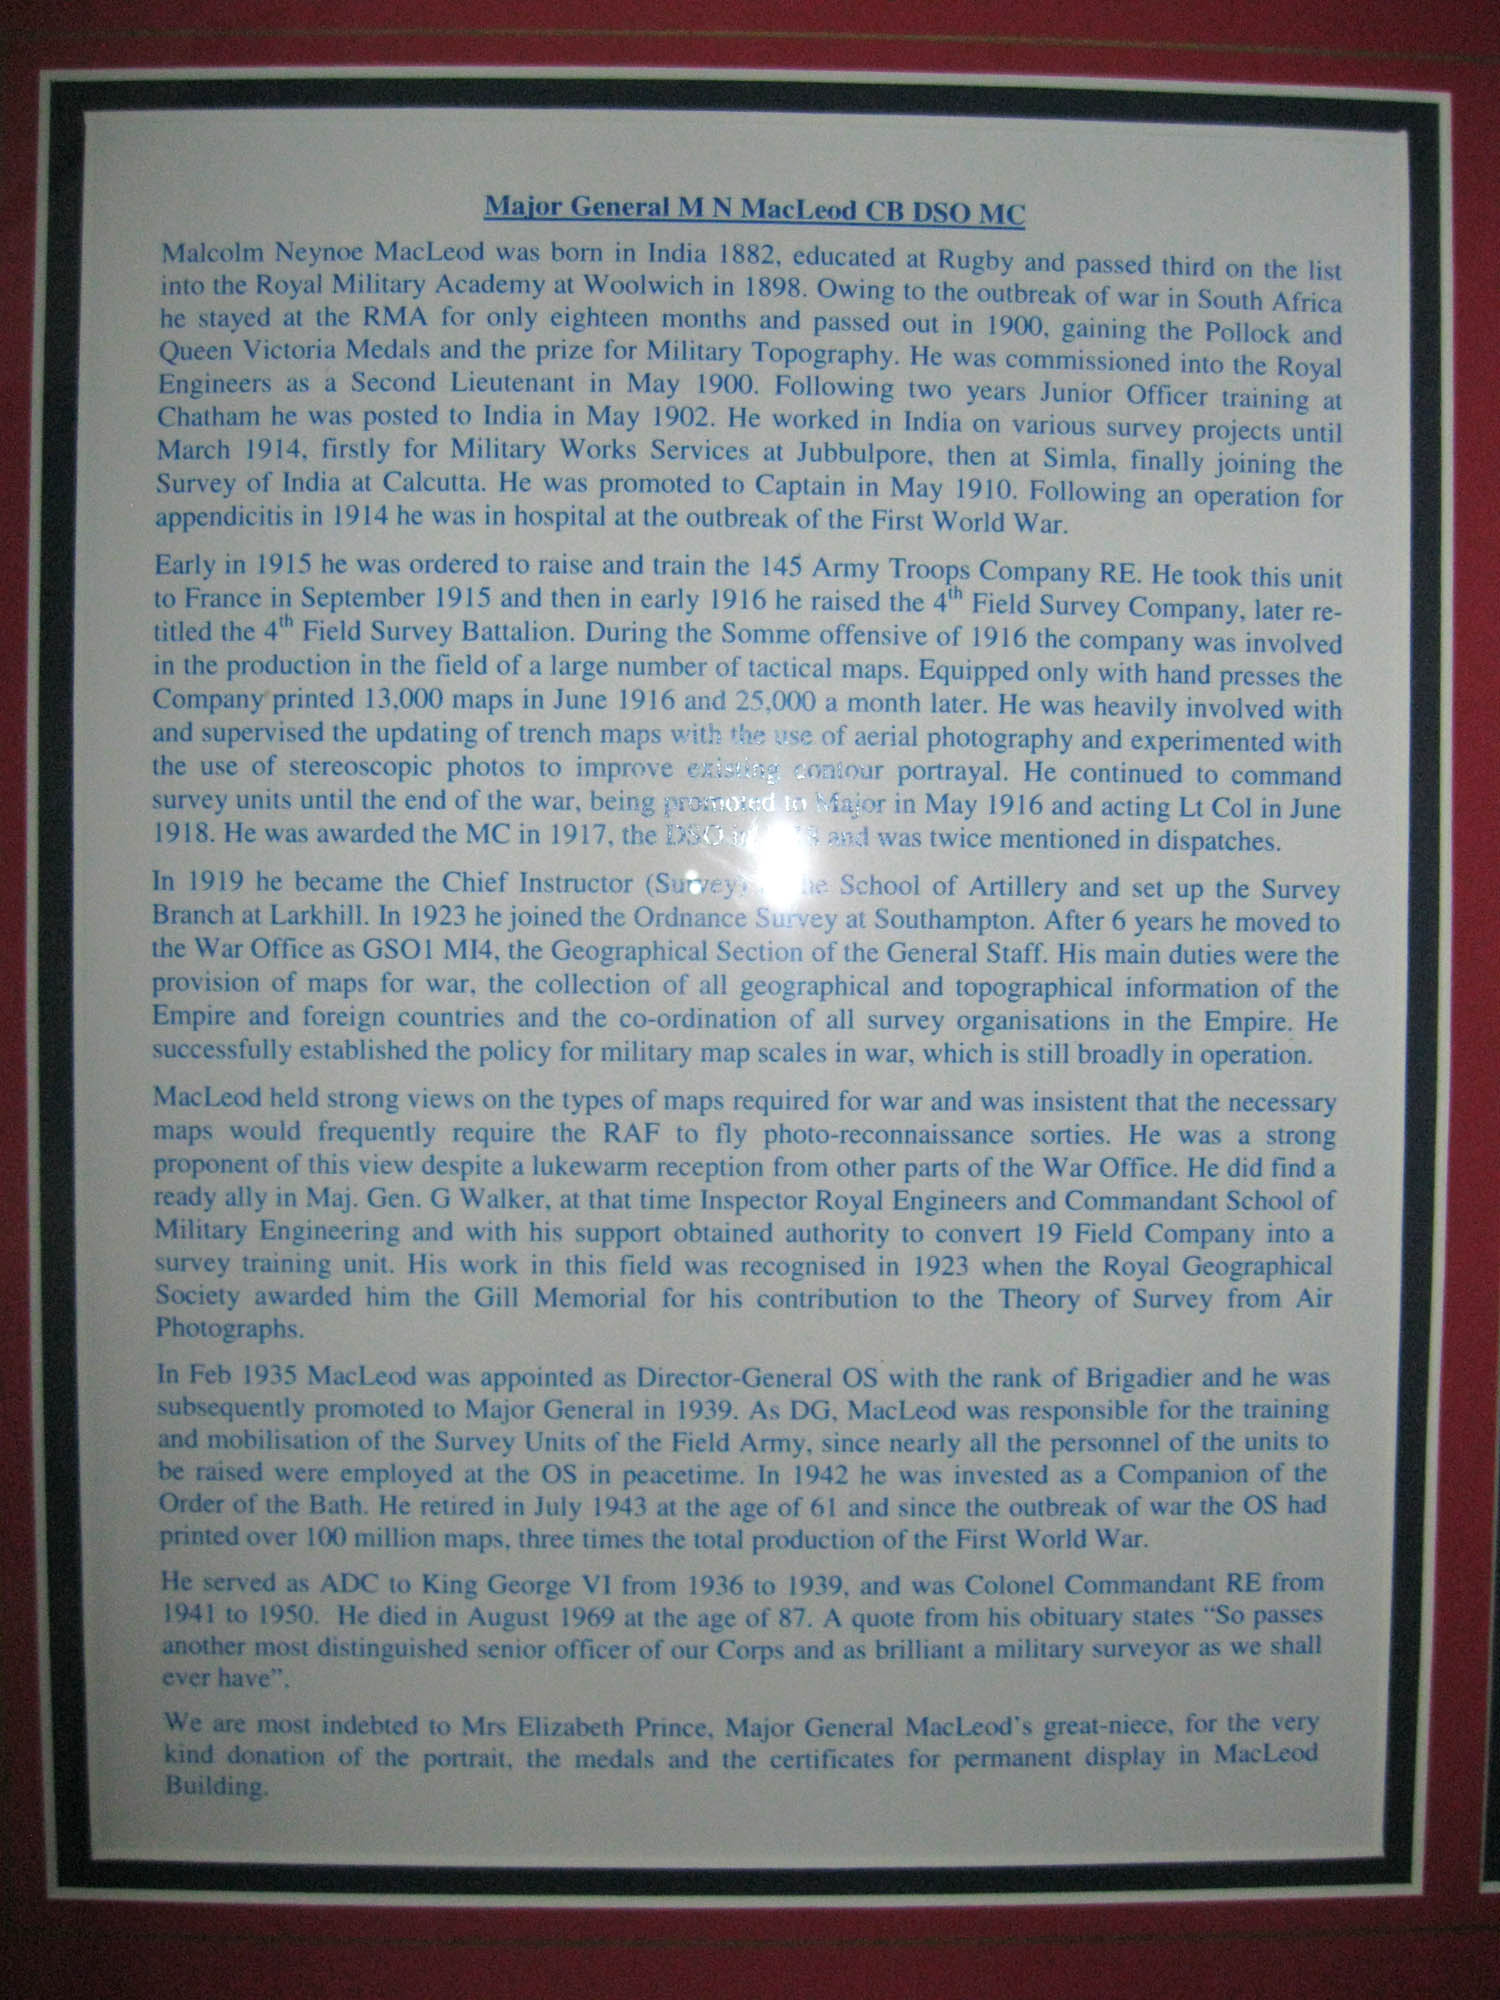 Major General M N MacLeod CB DSO MC
Malcolm Neynoe MacLeod was born in India 1882, educated at Rugby and passed third on the list
into the Royal Military Academy at Woolwich in 1898. Owing to the outbreak of war in South Africa
he stayed at the RMA for only eighteen months and passed out in 1900, gaining the Pollock and
Queen Victoria Medals and the prize for Military Topography. He was commissioned into the Royal
Engineers as a Second Lieutenant in May 1900. Following two years Junior Officer training at
Chatham he was posted to India in May 1902. He worked in India on various survey projects until
March 1914, firstly for Military Works Services at Jubbulpore, then at Simla, finally joining the
Survey of India at Calcutta. He was promoted to Captain in May 1910. Following an operation for
appendicitis in 1914 he was in hospital at the outbreak of the First World War.
Early in 1915 he was ordered to raise and train the 145 Army Troops Company RE. He took this unit
to France in September 1915 and then in early 1916 he raised the 4th Field Survey Company, later re-
titled the 4th Field Survey Battalion. During the Somme offensive of 1916 the company was involved
in the production in the field of a large number of tactical maps. Equipped only with hand presses the
Company printed 13,000 maps in June 1916 and 25,000 a month later. He was heavily involved with
and supervised the updating of trench maps with the use of aerial photography and experimented with
the use of stereoscopic photos to improve existing contour portrayal. He continued to command
survey units until the end of the war, being promoted to Major in May 1916 and acting Lt Col in June
1918. He was awarded the MC in 1917, the DSO in and was twice mentioned in dispatches.
In 1919 he became the Chief Instructor (Survey) the School of Artillery and set up the Survey
Branch at Larkhill. In 1923 he joined the Ordnance Survey at Southampton. After 6 years he moved to
the War Office as GSO1 MI4, the Geographical Section of the General Staff. His main duties were the
provision of maps for war, the collection of all geographical and topographical information of the
Empire and foreign countries and the co-ordination of all survey organisations in the Empire. He
successfully established the policy for military map scales in war, which is still broadly in operation.
MacLeod held strong views on the types of maps required for war and was insistent that the necessary
maps would frequently require the RAF to fly photo-reconnaissance sorties. He was a strong
proponent of this view despite a lukewarm reception from other parts of the War Office. He did find a
ready ally in Maj. Gen. G Walker, at that time Inspector Royal Engineers and Commandant School of
Military Engineering and with his support obtained authority to convert 19 Field Company into a
survey training unit. His work in this field was recognised in 1923 when the Royal Geographical
Society awarded him the Gill Memorial for his contribution to the Theory of Survey from Air
Photographs.
In Feb 1935 MacLeod was appointed as Director-General OS with the rank of Brigadier and he was
subsequently promoted to Major General in 1939. As DG, MacLeod was responsible for the training
and mobilisation of the Survey Units of the Field Army, since nearly all the personnel of the units to
be raised were employed at the OS in peacetime. In 1942 he was invested as a Companion of the
Order of the Bath. He retired in July 1943 at the age of 61 and since the outbreak of war the OS had
printed over 100 million maps, three times the total production of the First World War.
He served as ADC to King George VI from 1936 to 1939, and was Colonel Commandant RE from
1941 to 1950. He died in August 1969 at the age of 87. A quote from his obituary states “So passes
another most distinguished senior officer of our Corps and as brilliant a military surveyor as we shall
ever have”.
We are most indebted to Mrs Elizabeth Prince, Major General MacLeod's great-niece, for the very
kind donation of the portrait, the medals and the certificates for permanent display in MacLeod
Building.